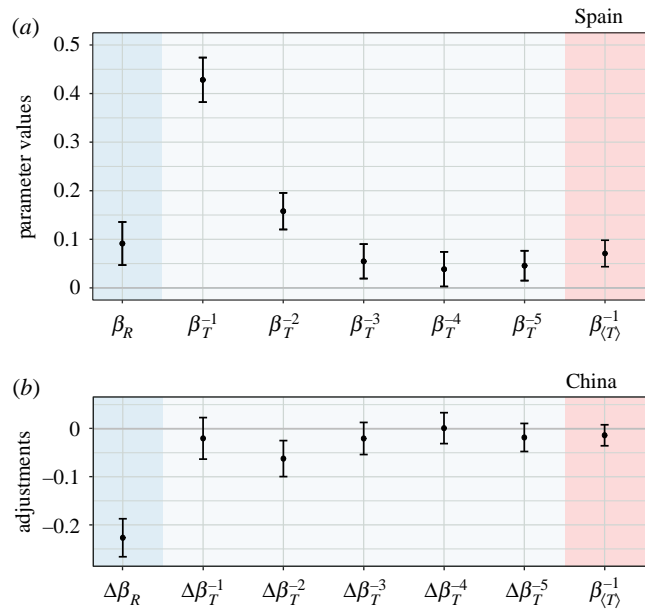 (a) Spain
0.5
0.4
0.3
0.2
0.1
0
parameter values
β_R β_T^{-1} β_T^{-2} β_T^{-3} β_T^{-4} β_T^{-5} β_{⟨T⟩}^{-1}
(b) China
0
–0.1
–0.2
adjustments
Δβ_R Δβ_T^{-1} Δβ_T^{-2} Δβ_T^{-3} Δβ_T^{-4} Δβ_T^{-5} β_{⟨T⟩}^{-1}